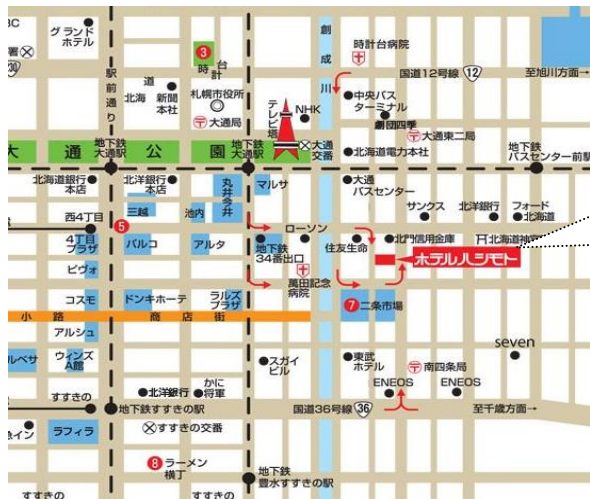 グランド
ホテル
3
時計台
創成川
時計台病院
国道12号線
12
至旭川方面→
30
駅前通り
北海道
新聞
本社
札幌市役所
大通局
テレビ塔
NHK
中央バス
ターミナル
劇団四季
大通東二局
大通
交番
地下鉄
大通駅
地下鉄
大通駅
地下鉄
バスセンター前駅
北海道電力本社
大通公園
北海道銀行
本店
北洋銀行
本店
丸井今井
マルサ
大通
バスセンター
サンクス
北洋銀行
フォード
北海道
西4丁目
三越
池内
5
ローソン
4丁目
プラザ
パルコ
アルタ
地下鉄
34番出口
住友生命
北門信用金庫
ピヴォ
萬田記念
病院
ホテルハシモト
コスモ
ドンキホーテ
ラルズ
プラザ
7
二条市場
小路
商店街
アルシュ
ルベサ
ウィンズ
A館
スガイ
ビル
東武
ホテル
南四条局
seven
ENEOS
ENEOS
すすきの
北洋銀行
かに
将軍
地下鉄すすきの駅
国道36号線
36
至千歳方面→
ラフィラ
すすきの交番
8
ラーメン
横丁
地下鉄
豊水すすきの駅
すすきの
すすきの